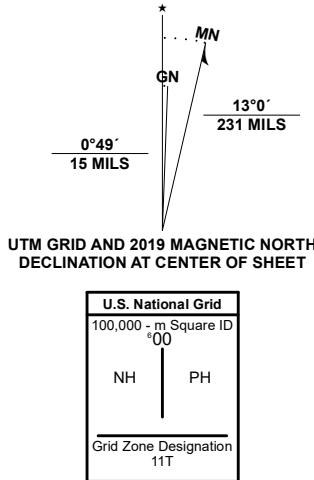 ★
MN
GN
0°49´
15 MILS
13°0´
231 MILS
UTM GRID AND 2019 MAGNETIC NORTH
DECLINATION AT CENTER OF SHEET
U.S. National Grid
100,000 - m Square ID
⁶00
NH PH
Grid Zone Designation
11T